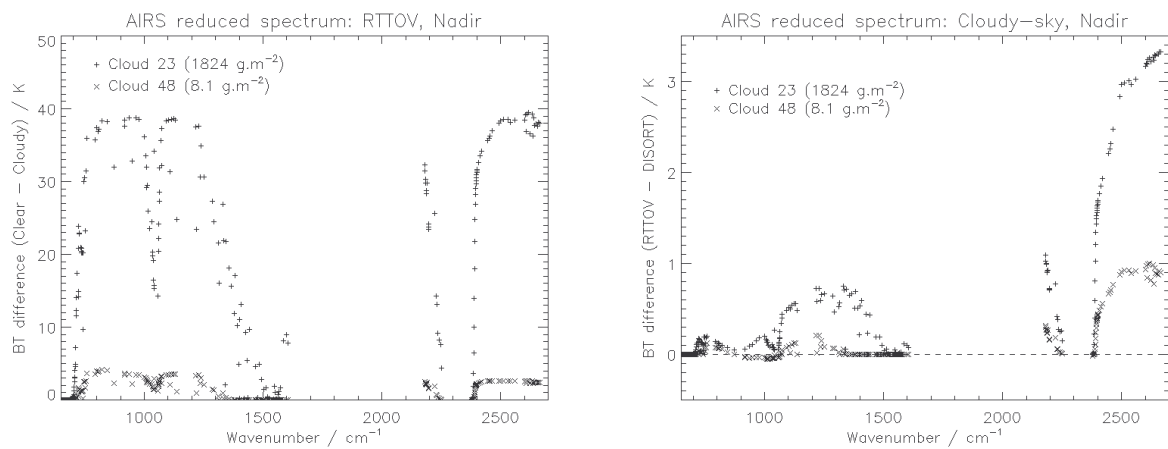 AIRS reduced spectrum: RTTOV, Nadir
50
40
30
20
10
0
BT difference (Clear − Cloudy) / K
+ Cloud 23 (1824 g.m⁻²)
× Cloud 48 (8.1 g.m⁻²)
1000 1500 2000 2500
Wavenumber / cm⁻¹
AIRS reduced spectrum: Cloudy−sky, Nadir
3
2
1
0
BT difference (RTTOV − DISORT) / K
+ Cloud 23 (1824 g.m⁻²)
× Cloud 48 (8.1 g.m⁻²)
1000 1500 2000 2500
Wavenumber / cm⁻¹